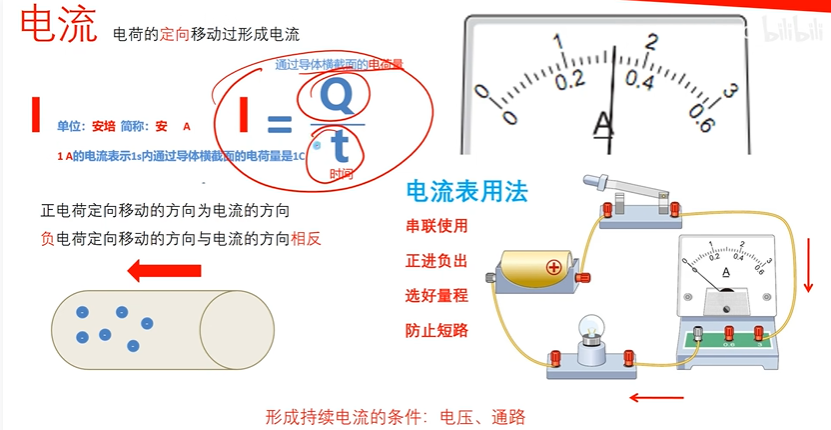 电流 电荷的定向移动过形成电流
通过导体横截面的电荷量
I 单位：安培 简称：安 A
I = Q
t
时间
1 A的电流表示1s内通过导体横截面的电荷量是1C
正电荷定向移动的方向为电流的方向
负电荷定向移动的方向与电流的方向相反
- - - - - -
bilibili
0 1 2 3
0 0.2 0.4 0.6
A
电流表用法
串联使用
正进负出
选好量程
防止短路
+
0 1 2 3
0 0.2 0.4 0.6
A
- 0.6 3
形成持续电流的条件：电压、通路